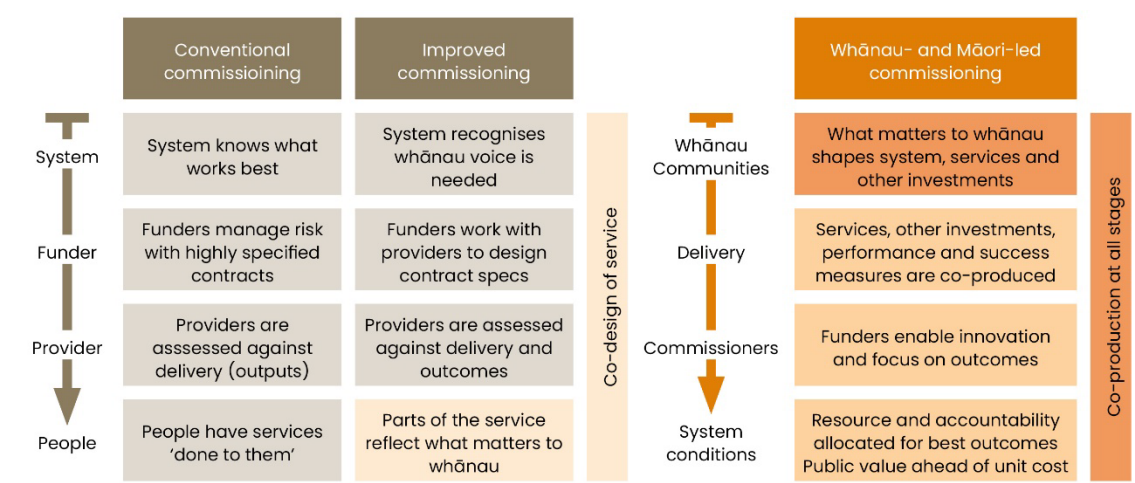 Conventional
commissioining
Improved
commissioning
Whānau- and Māori-led
commissioning
System
System knows what
works best
System recognises
whānau voice is
needed
Whānau
Communities
What matters to whānau
shapes system, services and
other investments
Funder
Funders manage risk
with highly specified
contracts
Funders work with
providers to design
contract specs
Delivery
Services, other investments,
performance and success
measures are co-produced
Provider
Providers are
asssessed against
delivery (outputs)
Providers are assessed
against delivery and
outcomes
Commissioners
Funders enable innovation
and focus on outcomes
People
People have services
‘done to them’
Parts of the service
reflect what matters to
whānau
System
conditions
Resource and accountability
allocated for best outcomes
Public value ahead of unit cost
Co-design of service
Co-production at all stages